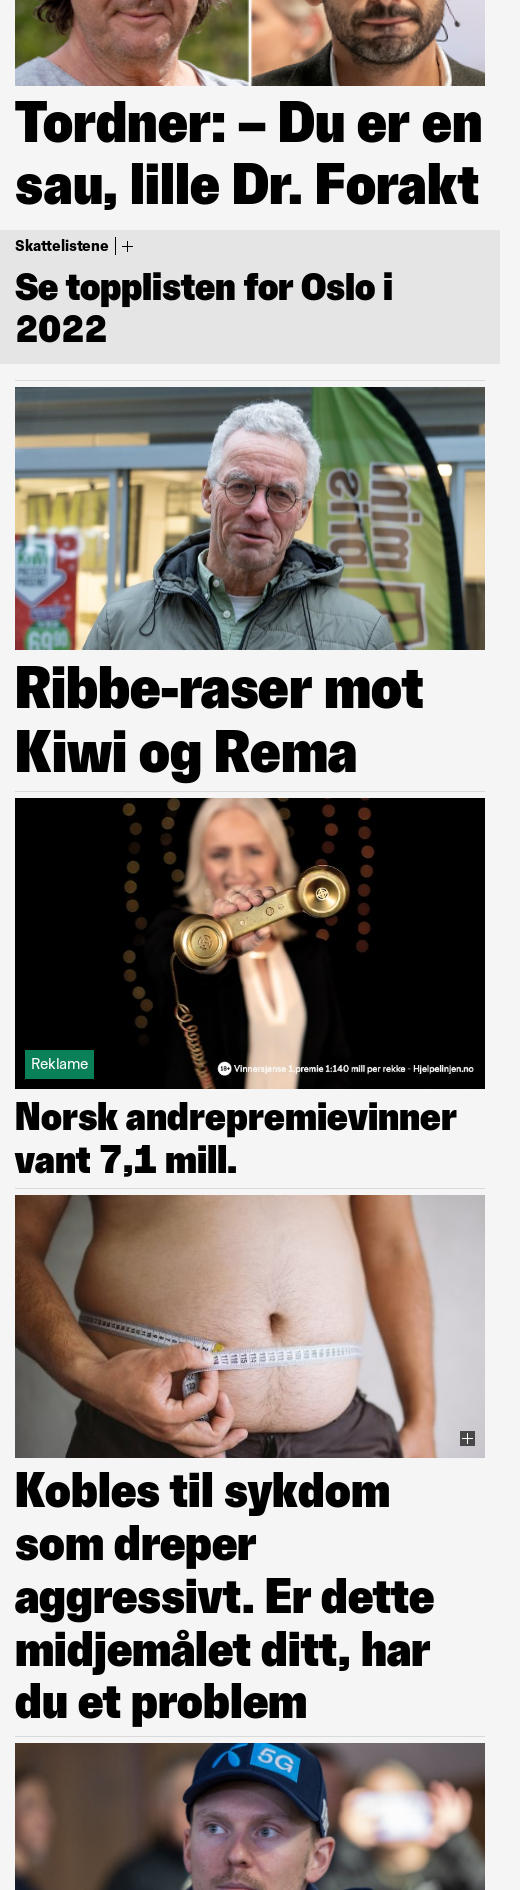 Tordner: – Du er en
sau, lille Dr. Forakt
Skattelistene
Se topplisten for Oslo i
2022
KIWI
69⁹⁰
Ribbe-raser mot
Kiwi og Rema
Reklame
18+ Vinnersjanse 1.premie 1:140 mill per rekke - Hjelpelinjen.no
Norsk andrepremievinner
vant 7,1 mill.
Kobles til sykdom
som dreper
aggressivt. Er dette
midjemålet ditt, har
du et problem
5G